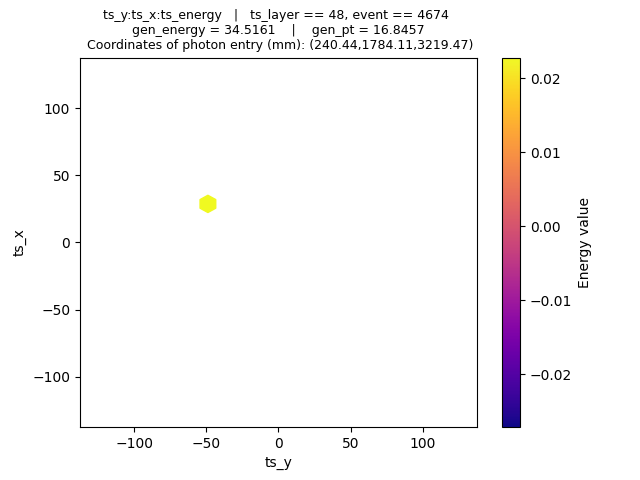 ts_y:ts_x:ts_energy | ts_layer == 48, event == 4674
gen_energy = 34.5161 | gen_pt = 16.8457
Coordinates of photon entry (mm): (240.44,1784.11,3219.47)
100
50
0
−50
−100
ts_x
−100
−50
0
50
100
ts_y
0.02
0.01
0.00
−0.01
−0.02
Energy value